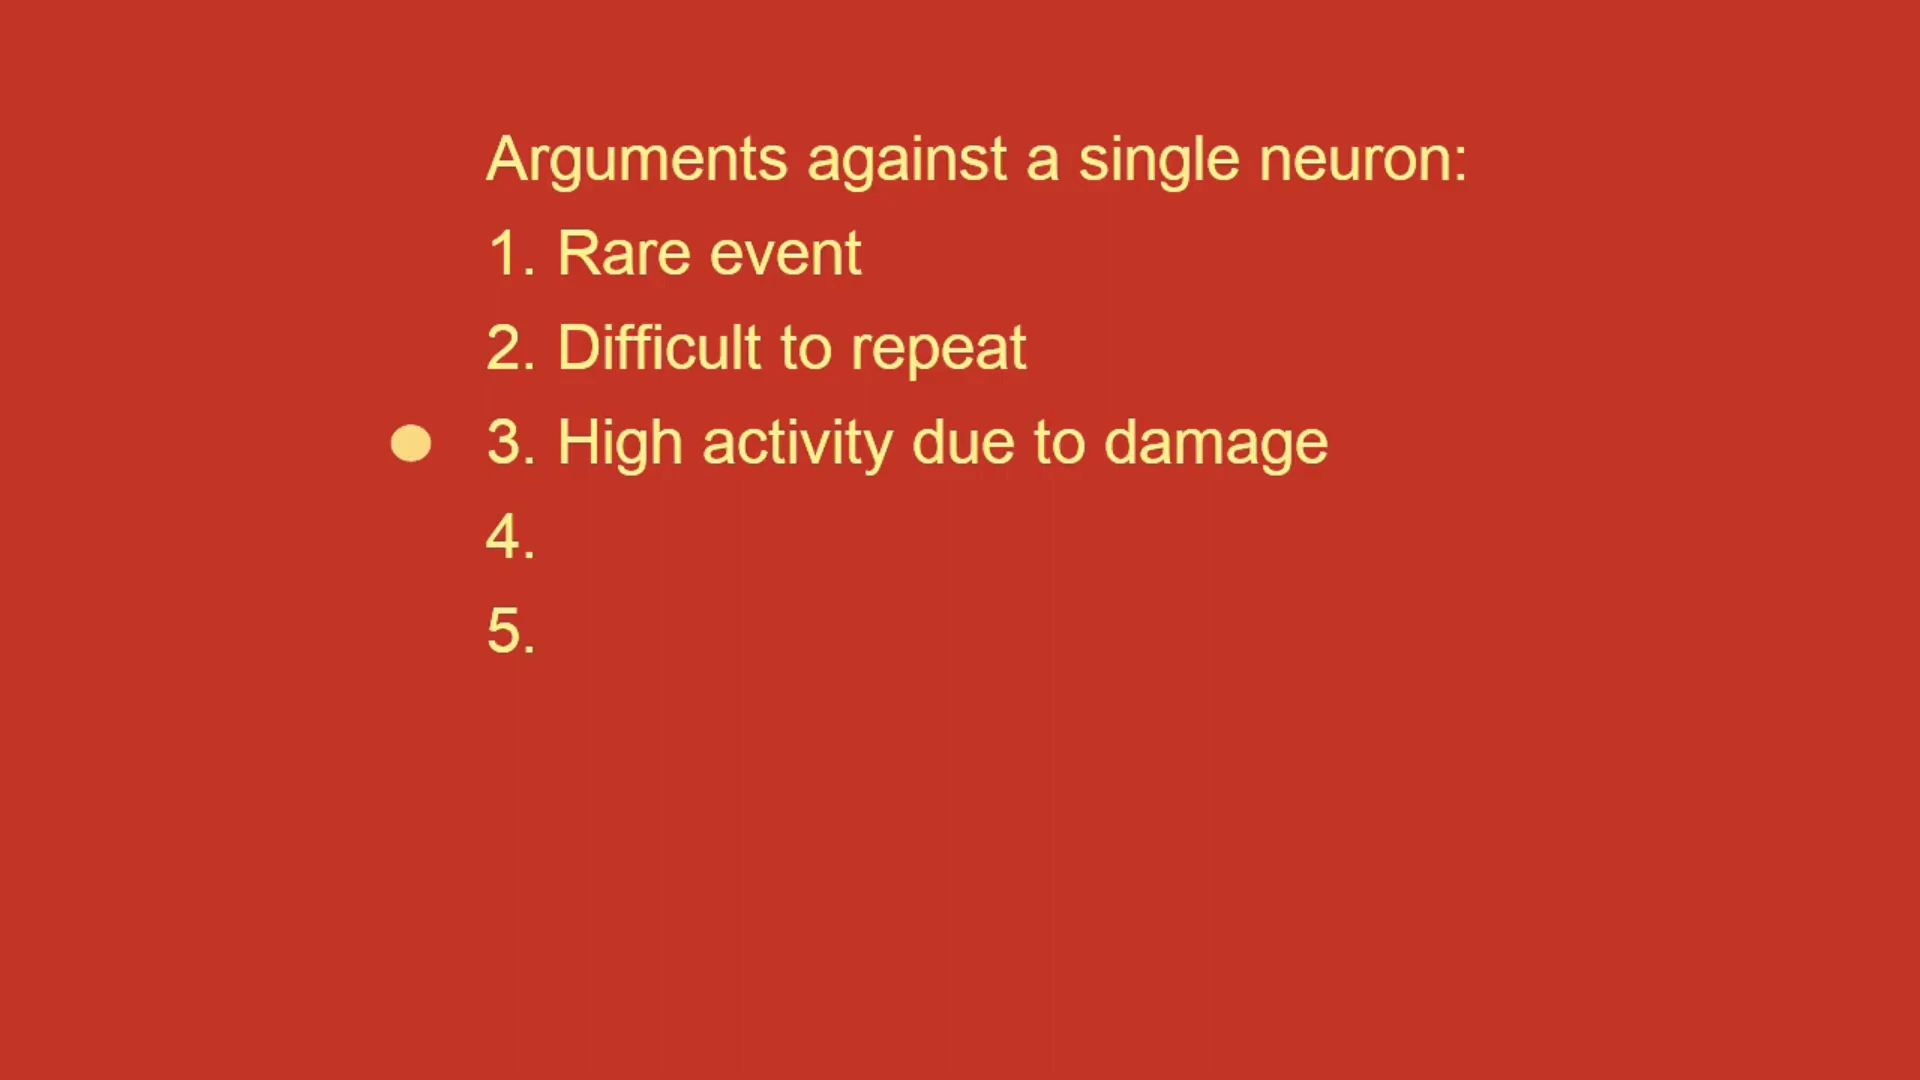 Arguments against a single neuron:
1. Rare event
2. Difficult to repeat
3. High activity due to damage
4.
5.